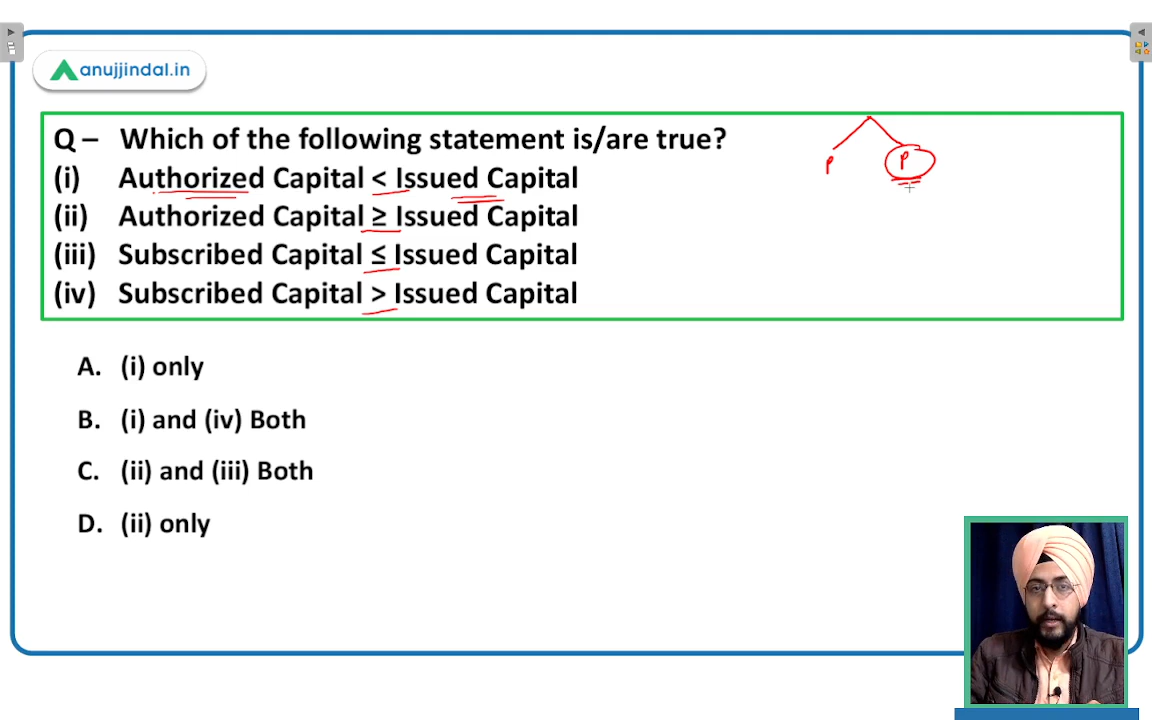 anujjindal.in
Q – Which of the following statement is/are true?
(i) Authorized Capital < Issued Capital
(ii) Authorized Capital ≥ Issued Capital
(iii) Subscribed Capital ≤ Issued Capital
(iv) Subscribed Capital > Issued Capital
P P
A. (i) only
B. (i) and (iv) Both
C. (ii) and (iii) Both
D. (ii) only